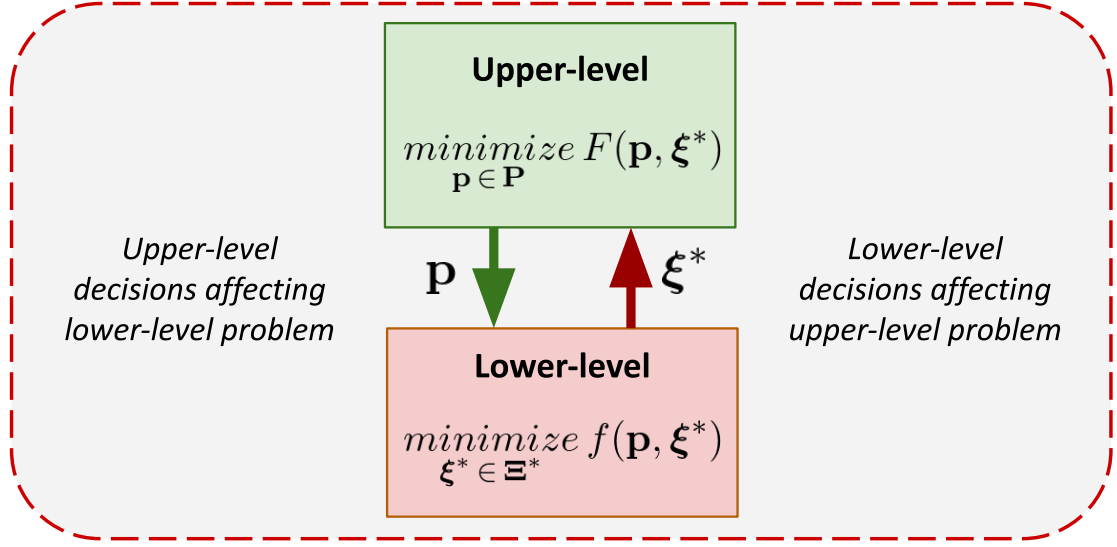 Upper-level
minimize F(p, ξ*)
p ∈ P
Upper-level
decisions affecting
lower-level problem
p
ξ*
Lower-level
decisions affecting
upper-level problem
Lower-level
minimize f(p, ξ*)
ξ* ∈ Ξ*